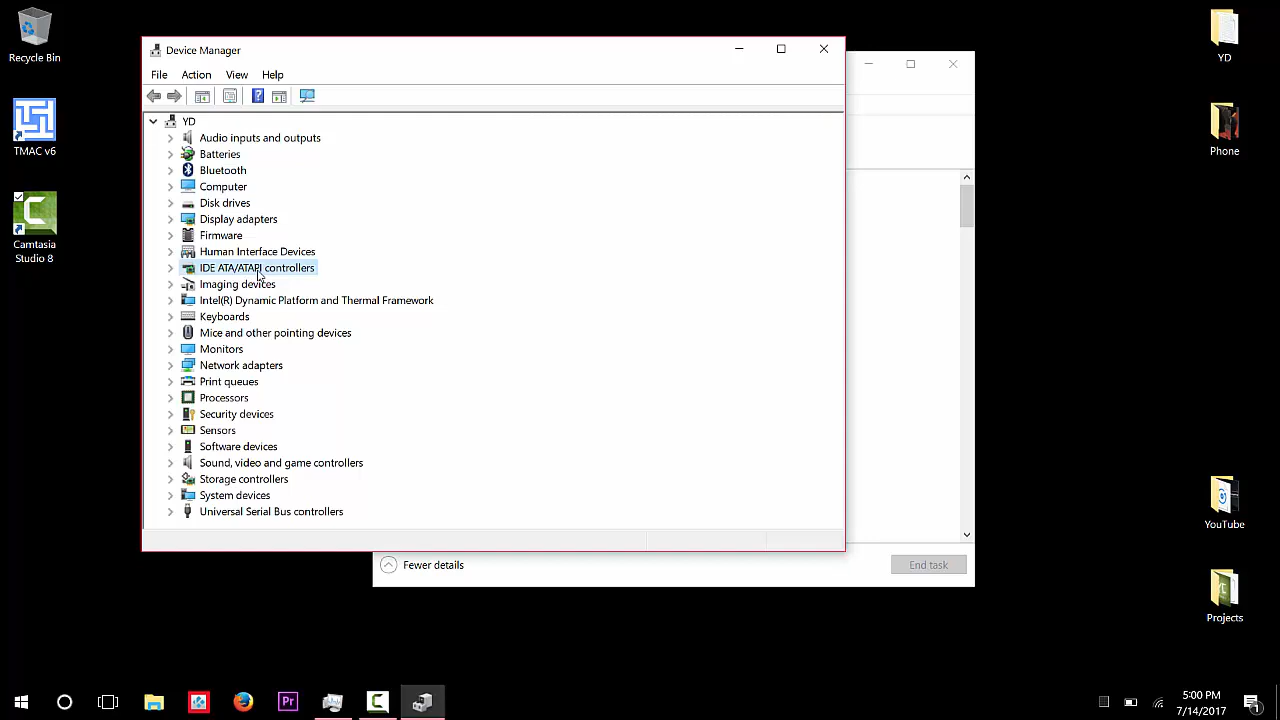 Recycle Bin
TMAC v6
Camtasia
Studio 8
Device Manager
File Action View Help
YD
Audio inputs and outputs
Batteries
Bluetooth
Computer
Disk drives
Display adapters
Firmware
Human Interface Devices
IDE ATA/ATAPI controllers
Imaging devices
Intel(R) Dynamic Platform and Thermal Framework
Keyboards
Mice and other pointing devices
Monitors
Network adapters
Print queues
Processors
Security devices
Sensors
Software devices
Sound, video and game controllers
Storage controllers
System devices
Universal Serial Bus controllers
Fewer details
End task
YD
Phone
YouTube
Projects
Pr
5:00 PM
7/14/2017
1